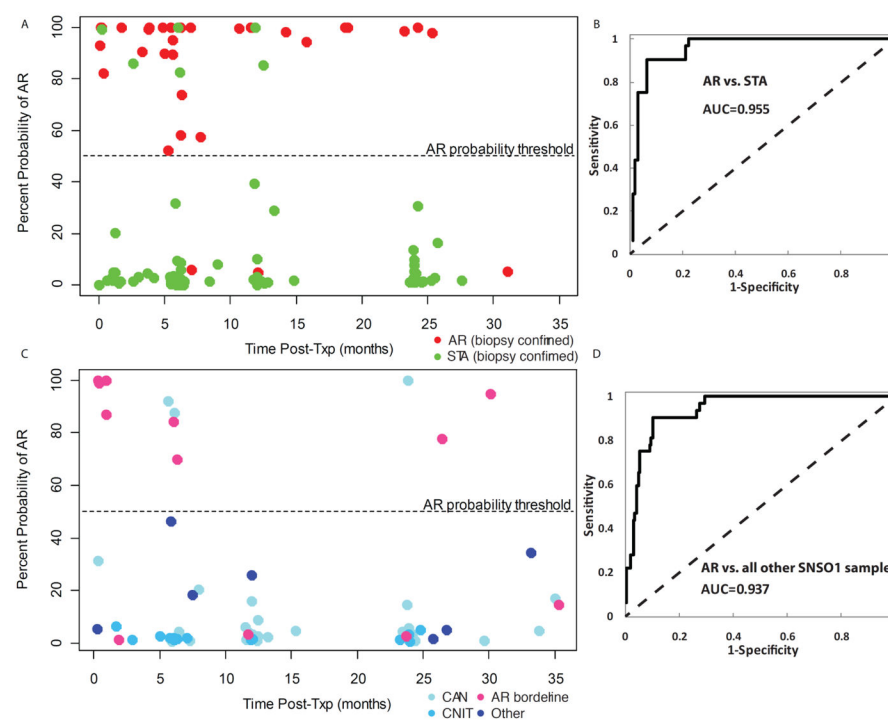 A
Percent Probability of AR
100
80
60
40
20
0
AR probability threshold
0 5 10 15 20 25 30 35
Time Post-Txp (months)
AR (biopsy confirmed)
STA (biopsy confimed)
B
Sensitivity
1
0.8
0.6
0.4
0.2
0
AR vs. STA
AUC=0.955
0 0.2 0.4 0.6 0.8 1
1-Specificity
C
Percent Probability of AR
100
80
60
40
20
0
AR probability threshold
0 5 10 15 20 25 30 35
Time Post-Txp (months)
CAN AR bordeline
CNIT Other
D
Sensitivity
1
0.8
0.6
0.4
0.2
0
AR vs. all other SNSO1 sample
AUC=0.937
0 0.2 0.4 0.6 0.8 1
1-Specificity